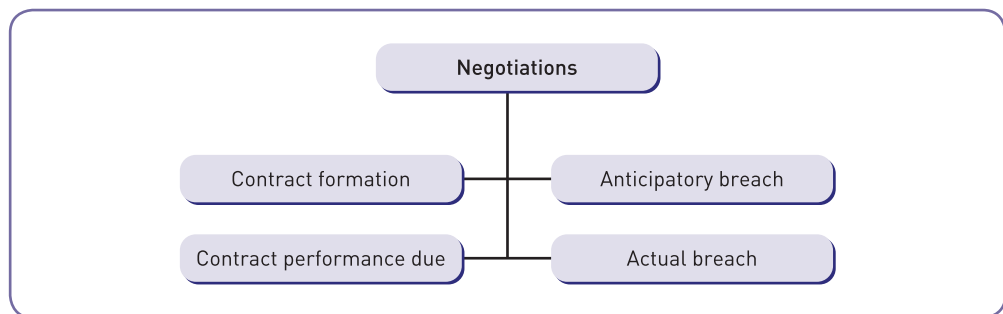 Negotiations
Contract formation
Anticipatory breach
Contract performance due
Actual breach